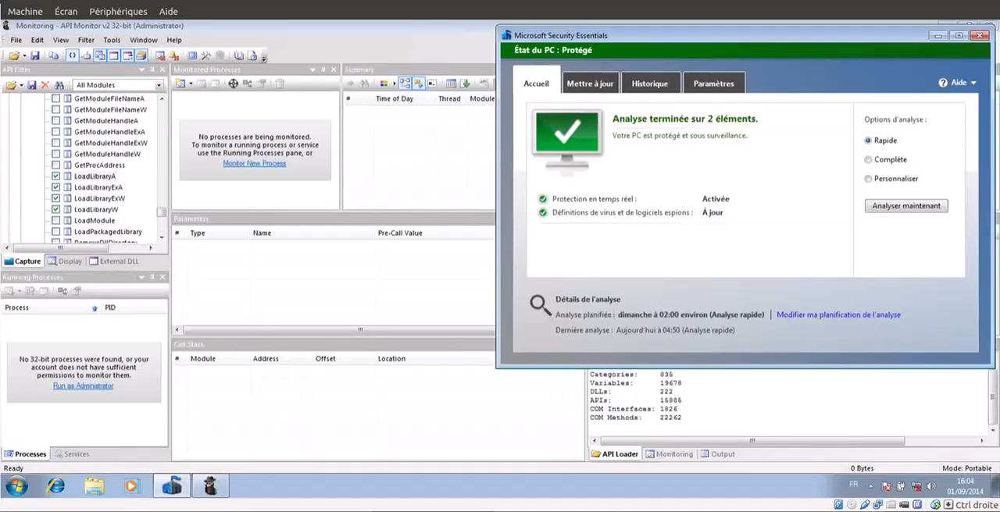 Machine Écran Périphériques Aide
Monitoring - API Monitor v2 32-bit (Administrator)
File Edit View Filter Tools Window Help
API Filter
All Modules
GetModuleFileNameA
GetModuleFileNameW
GetModuleHandleA
GetModuleHandleExA
GetModuleHandleExW
GetModuleHandleW
GetProcAddress
LoadLibraryA
LoadLibraryExA
LoadLibraryExW
LoadLibraryW
LoadModule
LoadPackagedLibrary
RemoveDllDirectory
Capture Display External DLL
Running Processes
Process PID
No 32-bit processes were found, or your
account does not have sufficient
permissions to monitor them.
Run as Administrator
Processes Services
Monitored Processes
No processes are being monitored.
To monitor a running process or service
use the Running Processes pane, or
Monitor New Process
Summary
# Time of Day Thread Module
Parameters
# Type Name Pre-Call Value
Call Stack
# Module Address Offset Location
Microsoft Security Essentials
État du PC : Protégé
Accueil Mettre à jour Historique Paramètres Aide
Analyse terminée sur 2 éléments.
Votre PC est protégé et sous surveillance.
Protection en temps réel : Activée
Définitions de virus et de logiciels espions : À jour
Options d'analyse :
Rapide
Complète
Personnaliser
Analyser maintenant
Détails de l'analyse
Analyse planifiée : dimanche à 02:00 environ (Analyse rapide) | Modifier ma planification de l'analyse
Dernière analyse : Aujourd'hui à 04:50 (Analyse rapide)
Categories: 835
Variables: 19678
DLLs: 222
APIs: 15885
COM Interfaces: 1826
COM Methods: 22262
API Loader Monitoring Output
Ready 0 Bytes Mode: Portable
FR 16:04
01/09/2014
Ctrl droite